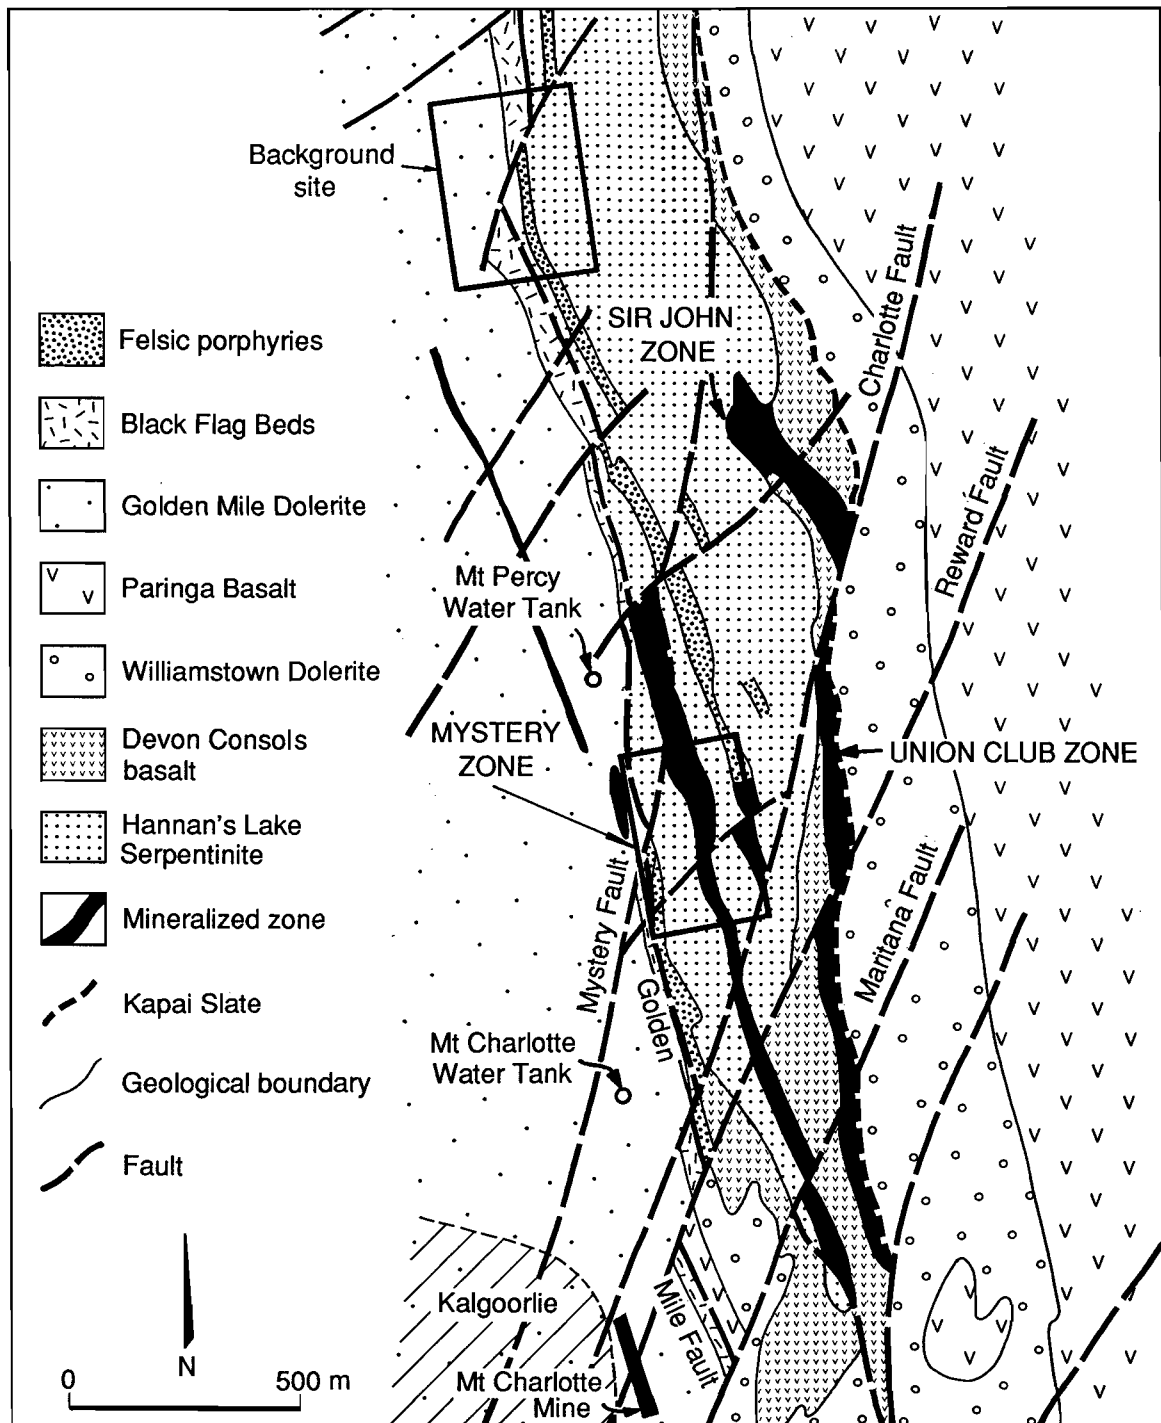 Background
site
SIR JOHN
ZONE
Charlotte Fault
Reward Fault
Felsic porphyries
Black Flag Beds
Golden Mile Dolerite
Paringa Basalt
Williamstown Dolerite
Devon Consols
basalt
Hannan's Lake
Serpentinite
Mineralized zone
Kapai Slate
Geological boundary
Fault
Mt Percy
Water Tank
MYSTERY
ZONE
UNION CLUB ZONE
Maritana Fault
Mystery Fault
Golden
Mile Fault
Mt Charlotte
Water Tank
Kalgoorlie
Mt Charlotte
Mine
N
0
500 m